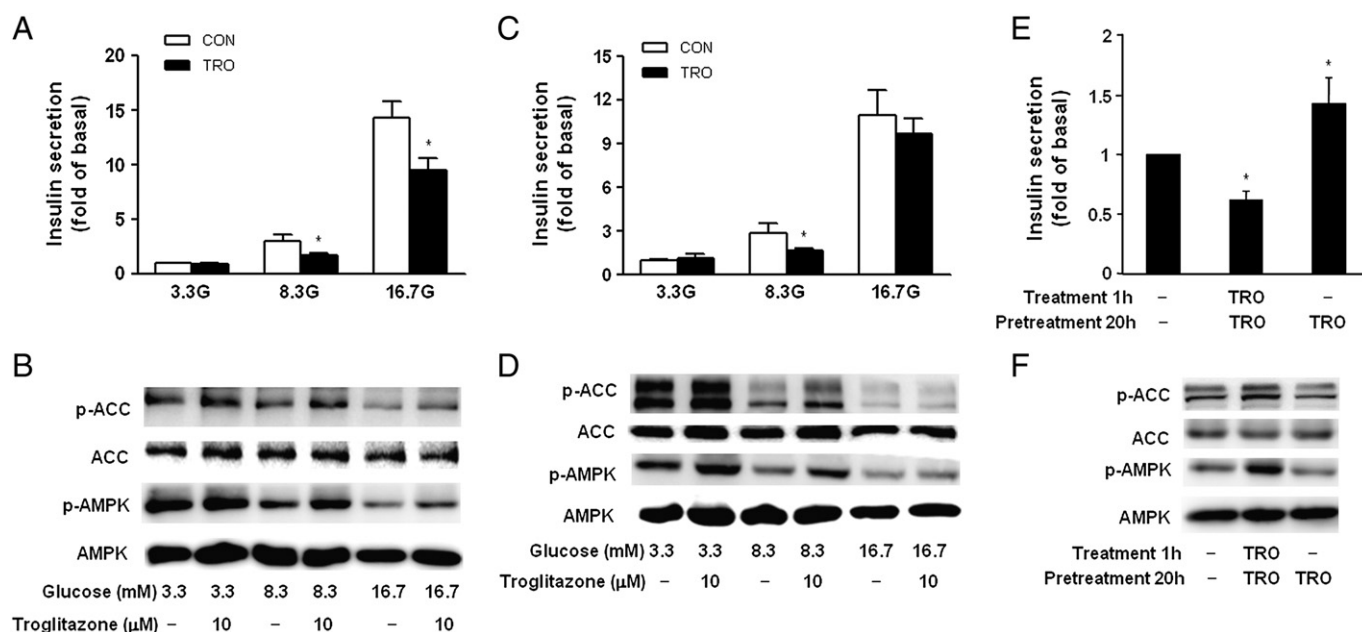 A
CON
TRO
Insulin secretion
(fold of basal)
20
15
10
5
0
*
*
3.3G 8.3G 16.7G
B
p-ACC
ACC
p-AMPK
AMPK
Glucose (mM) 3.3 3.3 8.3 8.3 16.7 16.7
Troglitazone (μM) – 10 – 10 – 10
C
CON
TRO
Insulin secretion
(fold of basal)
15
12
9
6
3
0
*
3.3G 8.3G 16.7G
D
p-ACC
ACC
p-AMPK
AMPK
Glucose (mM) 3.3 3.3 8.3 8.3 16.7 16.7
Troglitazone (μM) – 10 – 10 – 10
E
Insulin secretion
(fold of basal)
2
1.5
1
0.5
0
*
*
Treatment 1h – TRO –
Pretreatment 20h – TRO TRO
F
p-ACC
ACC
p-AMPK
AMPK
Treatment 1h – TRO –
Pretreatment 20h – TRO TRO